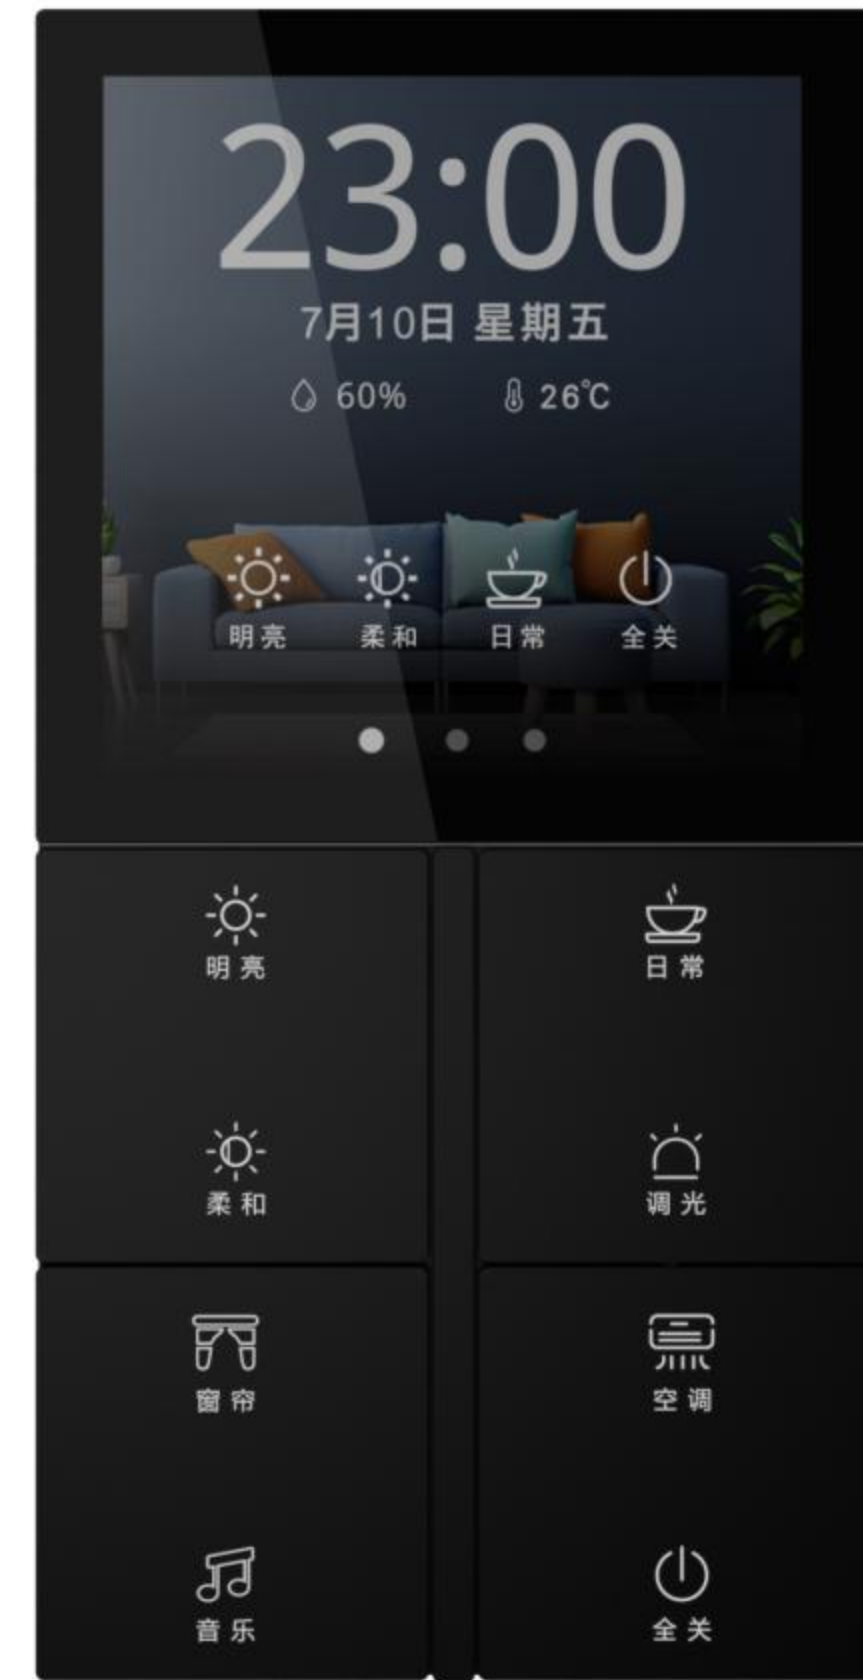 23:00
7月10日 星期五
60% 26℃
明亮 柔和 日常 全关
明亮 日常
柔和 调光
窗帘 空调
音乐 全关